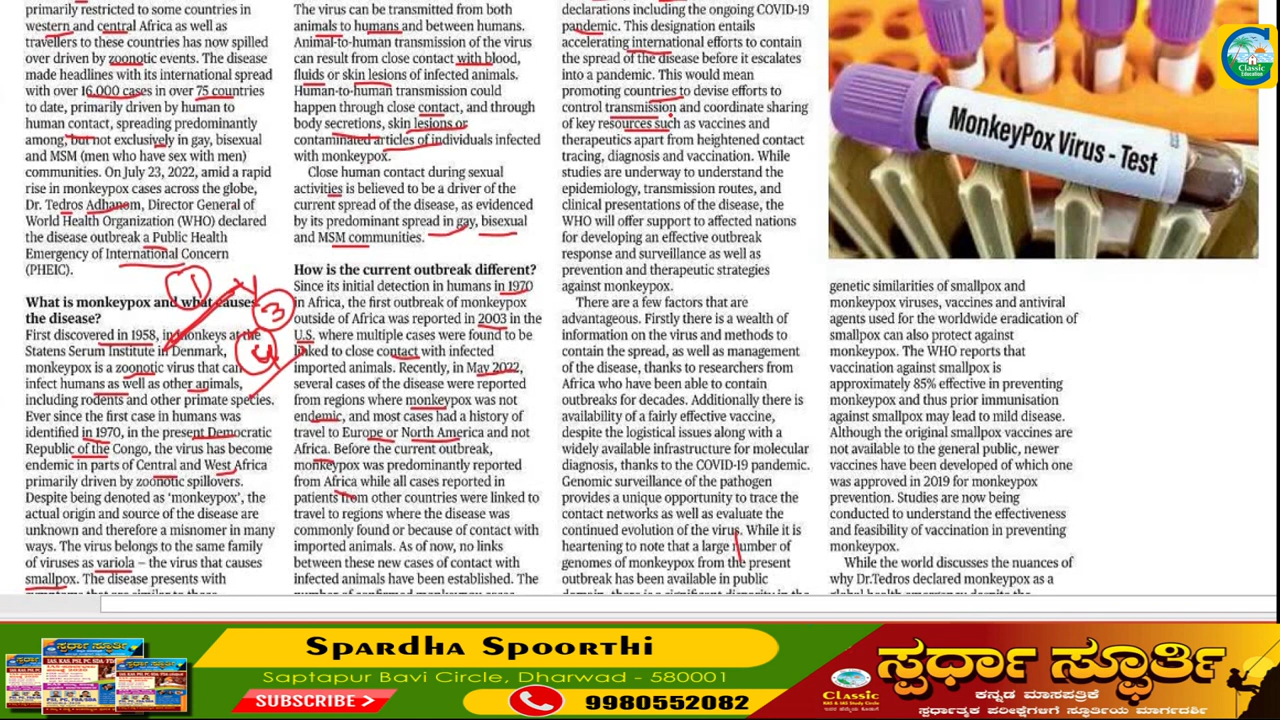 primarily restricted to some countries in
western and central Africa as well as
travellers to these countries has now spilled
over driven by zoonotic events. The disease
made headlines with its international spread
with over 16,000 cases in over 75 countries
to date, primarily driven by human to
human contact, spreading predominantly
among, but not exclusively in gay, bisexual
and MSM (men who have sex with men)
communities. On July 23, 2022, amid a rapid
rise in monkeypox cases across the globe,
Dr. Tedros Adhanom, Director General of
World Health Organization (WHO) declared
the disease outbreak a Public Health
Emergency of International Concern
(PHEIC).
What is monkeypox and what causes
the disease?
First discovered in 1958, in monkeys at the
Statens Serum Institute in Denmark,
monkeypox is a zoonotic virus that can
infect humans as well as other animals,
including rodents and other primate species.
Ever since the first case in humans was
identified in 1970, in the present Democratic
Republic of the Congo, the virus has become
endemic in parts of Central and West Africa
primarily driven by zoonotic spillovers.
Despite being denoted as ‘monkeypox’, the
actual origin and source of the disease are
unknown and therefore a misnomer in many
ways. The virus belongs to the same family
of viruses as variola – the virus that causes
smallpox. The disease presents with
1
3
4
The virus can be transmitted from both
animals to humans and between humans.
Animal-to-human transmission of the virus
can result from close contact with blood,
fluids or skin lesions of infected animals.
Human-to-human transmission could
happen through close contact, and through
body secretions, skin lesions or
contaminated articles of individuals infected
with monkeypox.
Close human contact during sexual
activities is believed to be a driver of the
current spread of the disease, as evidenced
by its predominant spread in gay, bisexual
and MSM communities.
How is the current outbreak different?
Since its initial detection in humans in 1970
in Africa, the first outbreak of monkeypox
outside of Africa was reported in 2003 in the
U.S. where multiple cases were found to be
linked to close contact with infected
imported animals. Recently, in May 2022,
several cases of the disease were reported
from regions where monkeypox was not
endemic, and most cases had a history of
travel to Europe or North America and not
Africa. Before the current outbreak,
monkeypox was predominantly reported
from Africa while all cases reported in
patients from other countries were linked to
travel to regions where the disease was
commonly found or because of contact with
imported animals. As of now, no links
between these new cases of contact with
infected animals have been established. The
declarations including the ongoing COVID-19
pandemic. This designation entails
accelerating international efforts to contain
the spread of the disease before it escalates
into a pandemic. This would mean
promoting countries to devise efforts to
control transmission and coordinate sharing
of key resources such as vaccines and
therapeutics apart from heightened contact
tracing, diagnosis and vaccination. While
studies are underway to understand the
epidemiology, transmission routes, and
clinical presentations of the disease, the
WHO will offer support to affected nations
for developing an effective outbreak
response and surveillance as well as
prevention and therapeutic strategies
against monkeypox.
There are a few factors that are
advantageous. Firstly there is a wealth of
information on the virus and methods to
contain the spread, as well as management
of the disease, thanks to researchers from
Africa who have been able to contain
outbreaks for decades. Additionally there is
availability of a fairly effective vaccine,
despite the logistical issues along with a
widely available infrastructure for molecular
diagnosis, thanks to the COVID-19 pandemic.
Genomic surveillance of the pathogen
provides a unique opportunity to trace the
contact networks as well as evaluate the
continued evolution of the virus. While it is
heartening to note that a large number of
genomes of monkeypox from the present
outbreak has been available in public
MonkeyPox Virus - Test
genetic similarities of smallpox and
monkeypox viruses, vaccines and antiviral
agents used for the worldwide eradication of
smallpox can also protect against
monkeypox. The WHO reports that
vaccination against smallpox is
approximately 85% effective in preventing
monkeypox and thus prior immunisation
against smallpox may lead to mild disease.
Although the original smallpox vaccines are
not available to the general public, newer
vaccines have been developed of which one
was approved in 2019 for monkeypox
prevention. Studies are now being
conducted to understand the effectiveness
and feasibility of vaccination in preventing
monkeypox.
While the world discusses the nuances of
why Dr.Tedros declared monkeypox as a
Classic
Education
Spardha Spoorthi
Saptapur Bavi Circle, Dharwad - 580001
SUBSCRIBE
9980552082
ಸ್ಪರ್ಧಾ ಸ್ಫೂರ್ತಿ
ಕನ್ನಡ ಮಾಸಪತ್ರಿಕೆ
ಸ್ಪರ್ಧಾತ್ಮಕ ಪರೀಕ್ಷೆಗಳಿಗೆ ಸ್ಫೂರ್ತಿಯ ಮಾರ್ಗದರ್ಶಿ
Classic
IAS & KAS Study Circle